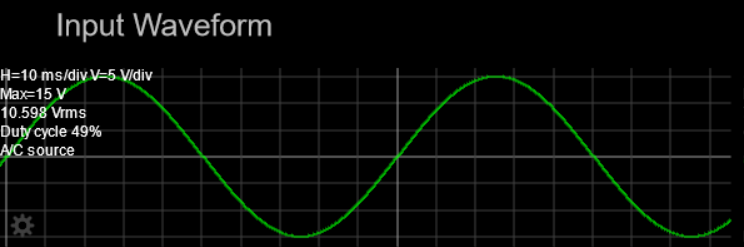 Input Waveform
H=10 ms/div V=5 V/div
Max=15 V
10.598 Vrms
Duty cycle 49%
A/C source